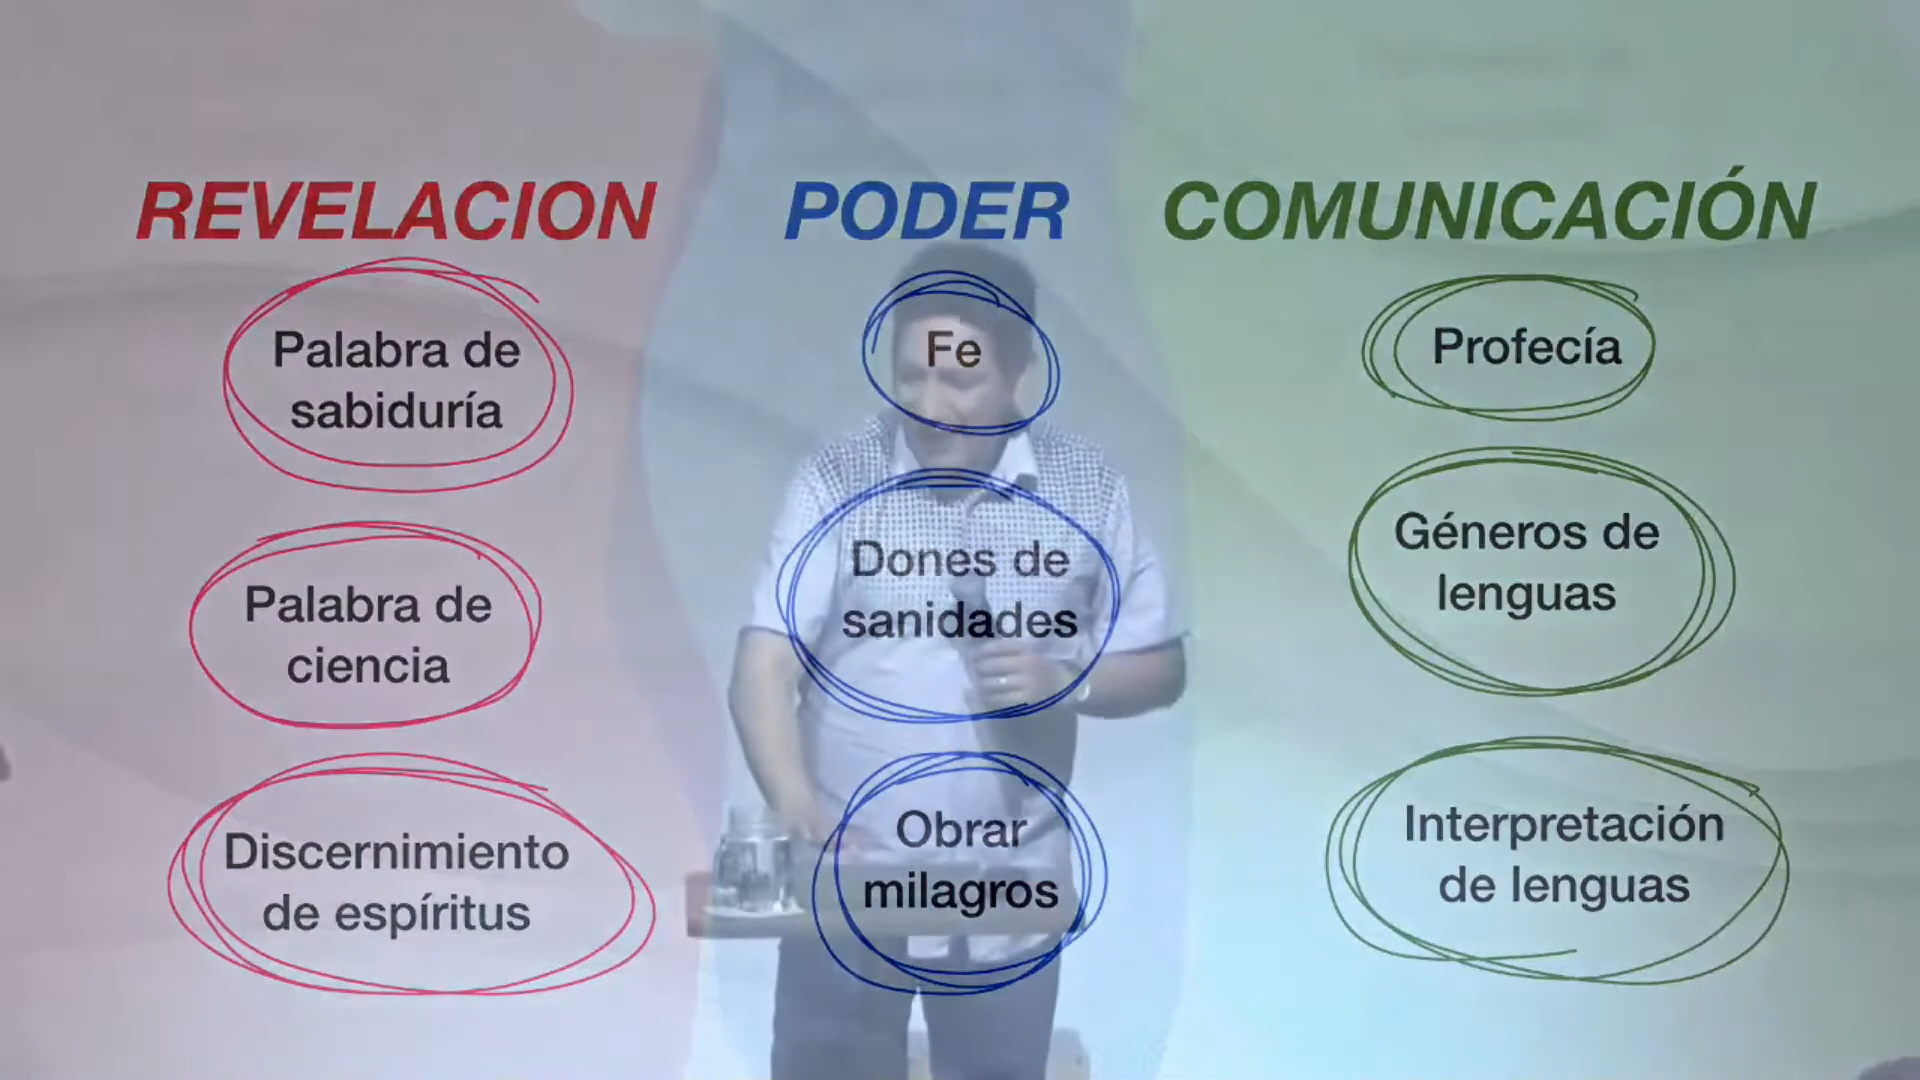 REVELACION
Palabra de
sabiduría
Palabra de
ciencia
Discernimiento
de espíritus
PODER
Fe
Dones de
sanidades
Obrar
milagros
COMUNICACIÓN
Profecía
Géneros de
lenguas
Interpretación
de lenguas